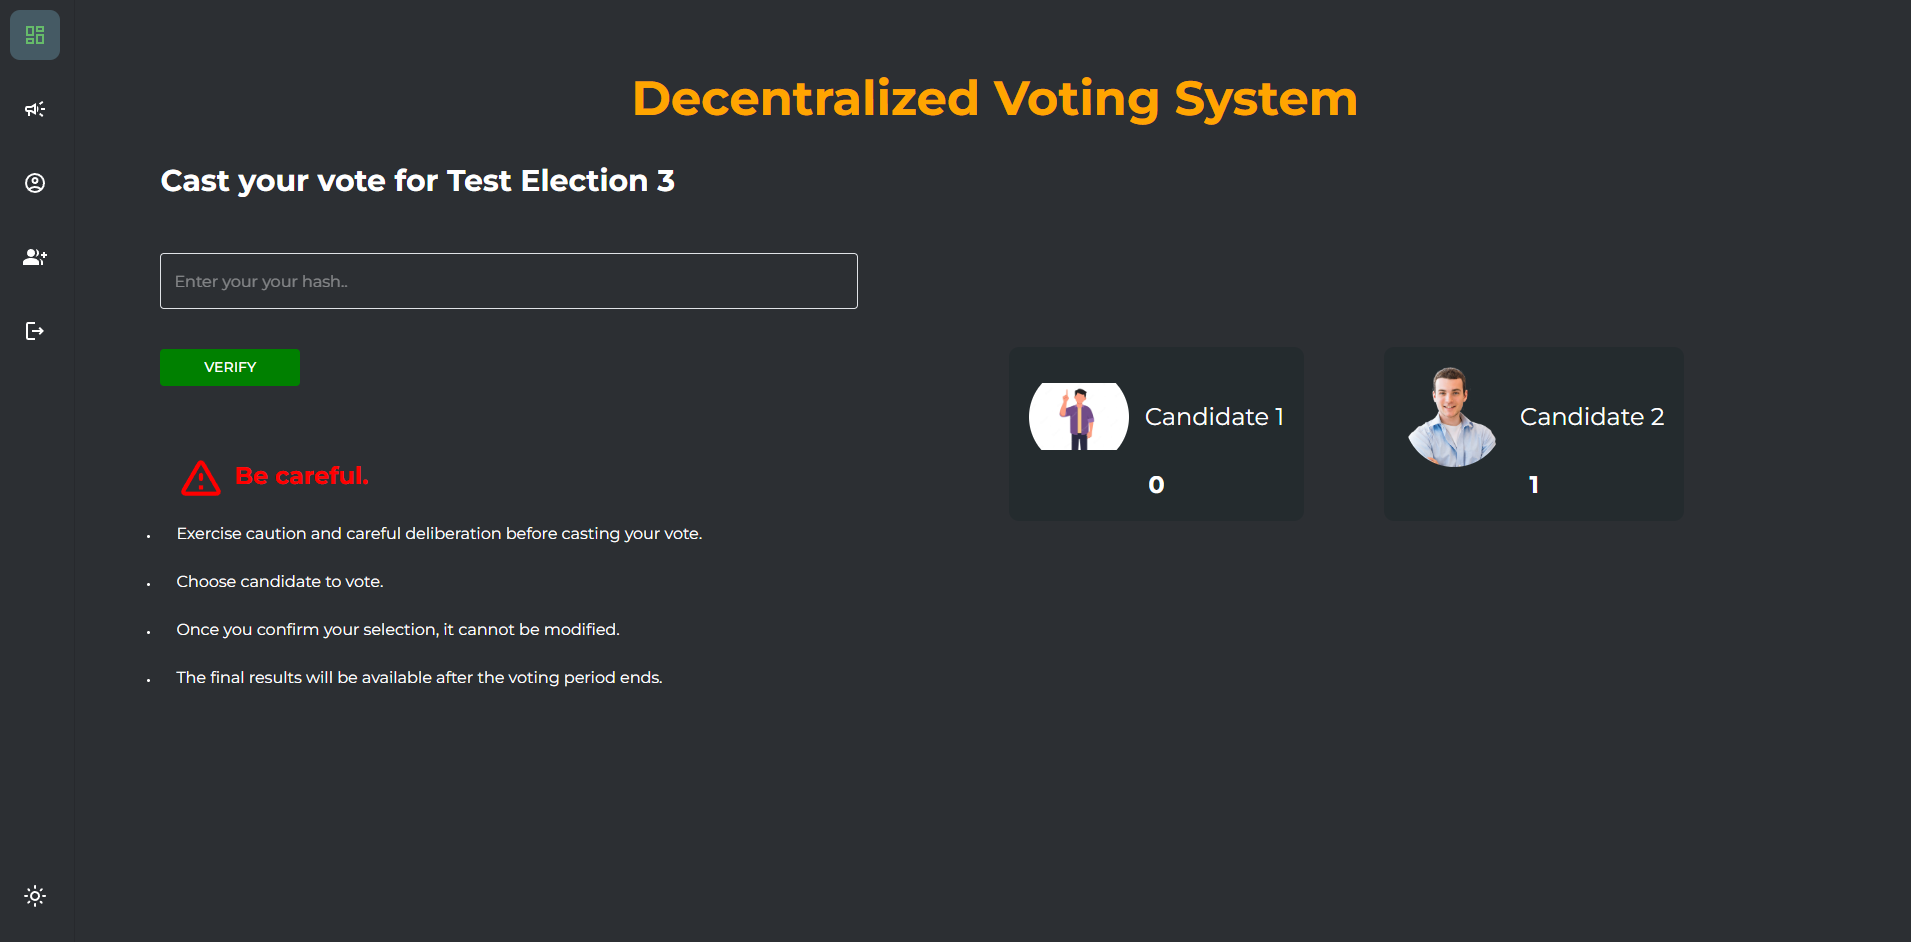 Decentralized Voting System
Cast your vote for Test Election 3
Enter your your hash..
VERIFY
Be careful.
Exercise caution and careful deliberation before casting your vote.
Choose candidate to vote.
Once you confirm your selection, it cannot be modified.
The final results will be available after the voting period ends.
Candidate 1
0
Candidate 2
1